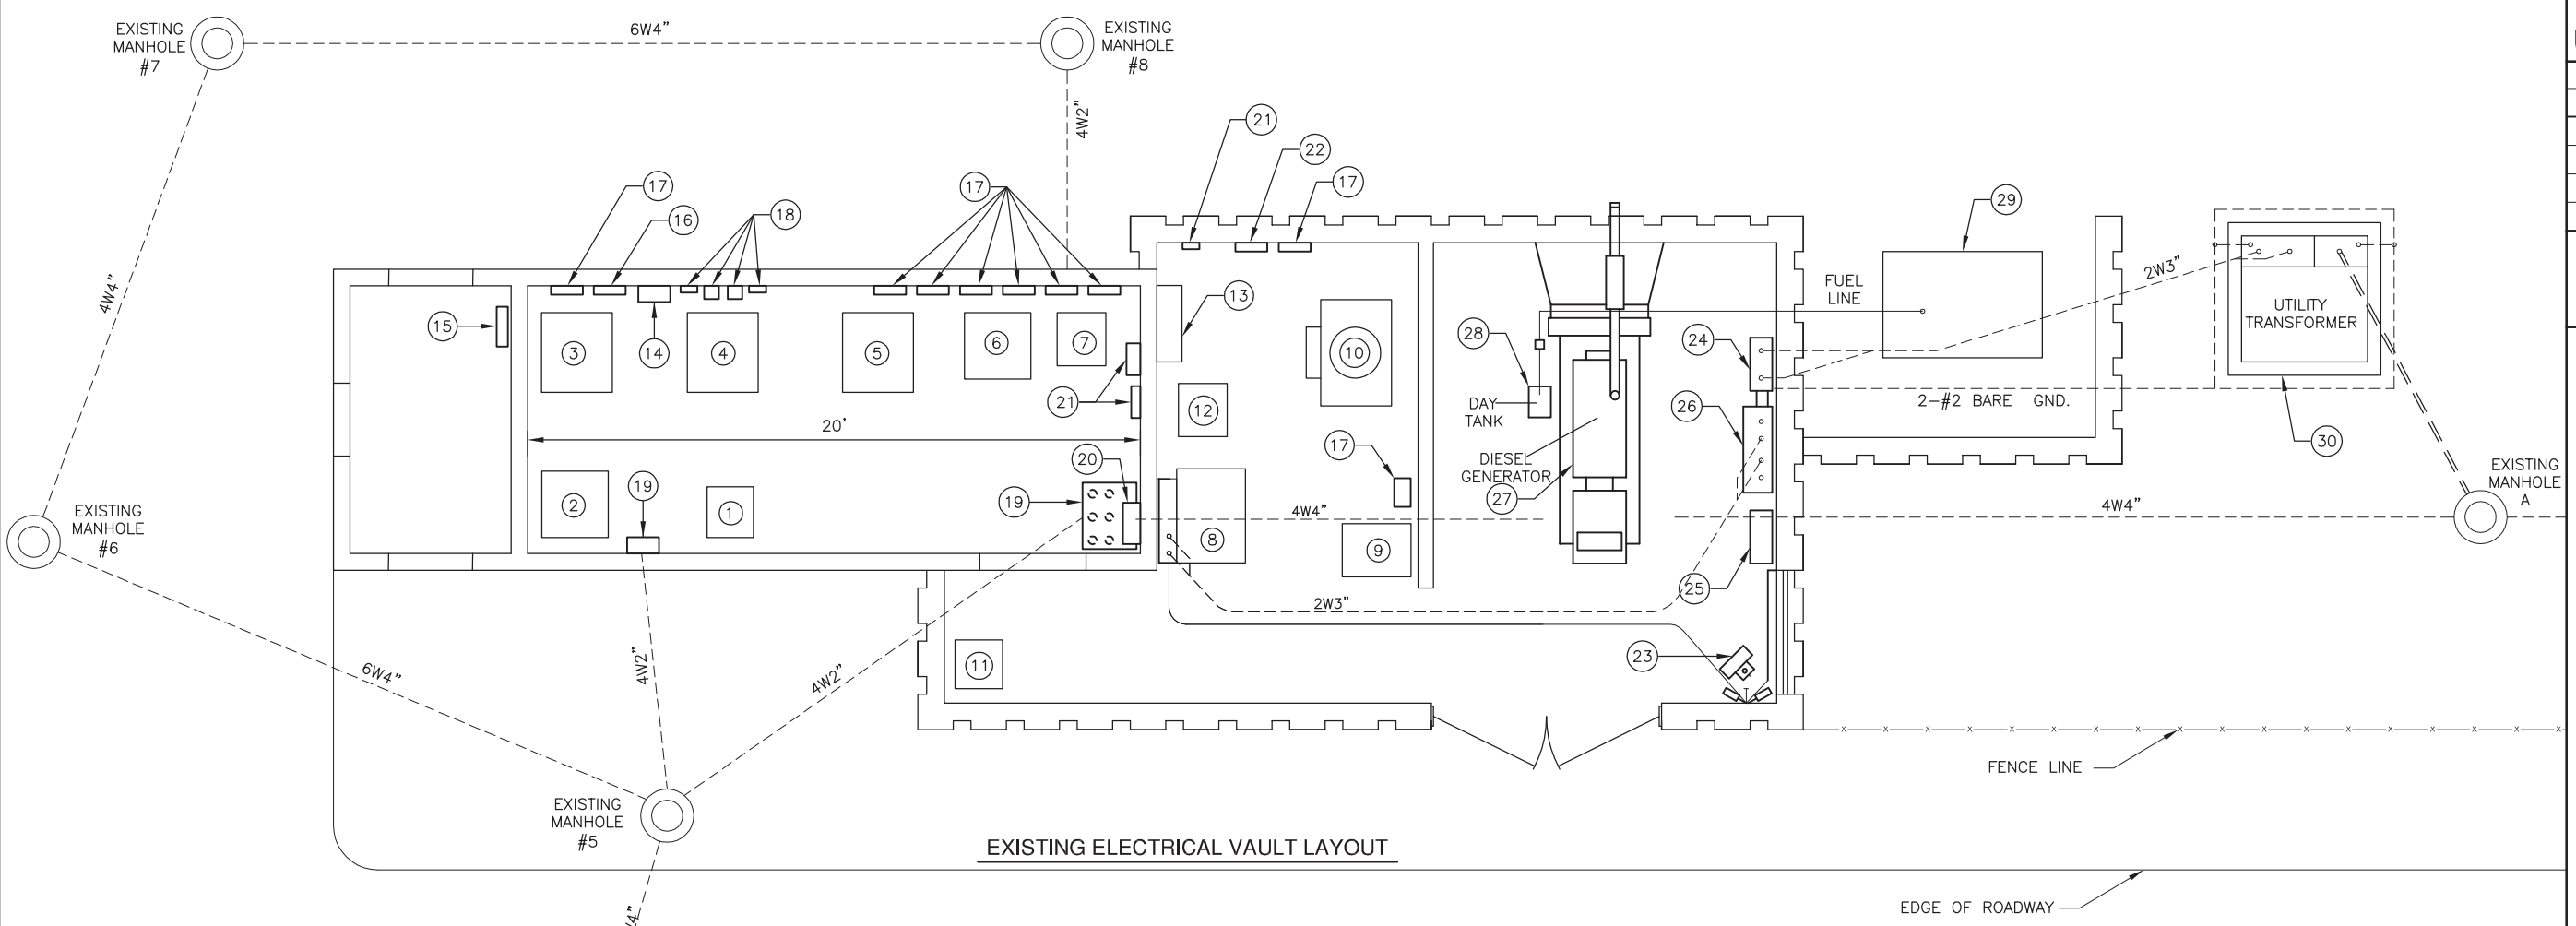 EXISTING
MANHOLE
#7
6W4"
EXISTING
MANHOLE
#8
4W2"
4W4"
21
22
17
17
16
18
17
29
15
3
14
4
5
6
7
13
10
28
FUEL
LINE
24
2W3"
UTILITY
TRANSFORMER
21
12
DAY
TANK
26
2-#2 BARE GND.
30
20'
20
17
DIESEL
GENERATOR
27
EXISTING
MANHOLE
A
2
19
1
19
8
4W4"
9
25
4W4"
EXISTING
MANHOLE
#6
2W3"
6W4"
4W2"
4W2"
11
23
FENCE LINE
EXISTING
MANHOLE
#5
EXISTING ELECTRICAL VAULT LAYOUT
EDGE OF ROADWAY